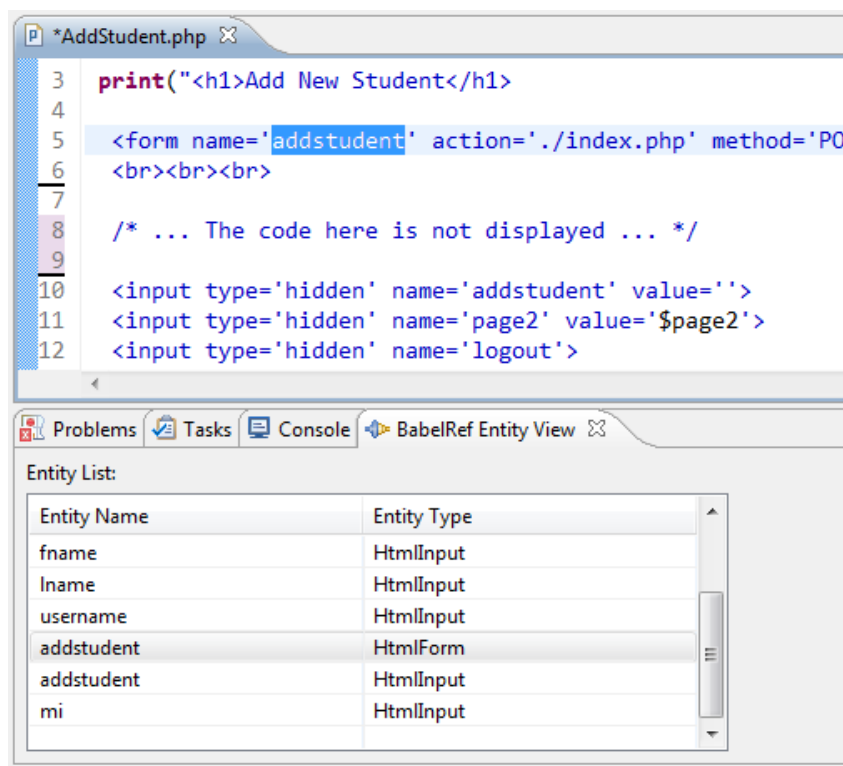 *AddStudent.php
3 print("<h1>Add New Student</h1>
4
5 <form name='addstudent' action='./index.php' method='PO
6 <br><br><br>
7
8 /* ... The code here is not displayed ... */
9
10 <input type='hidden' name='addstudent' value=''>
11 <input type='hidden' name='page2' value='$page2'>
12 <input type='hidden' name='logout'>
Problems Tasks Console BabelRef Entity View
Entity List:
Entity Name Entity Type
fname HtmlInput
lname HtmlInput
username HtmlInput
addstudent HtmlForm
addstudent HtmlInput
mi HtmlInput